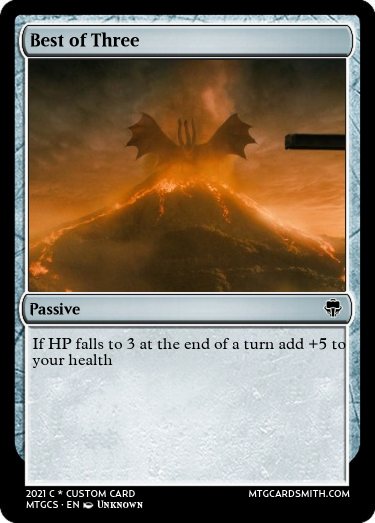 Best of Three
Passive
If HP falls to 3 at the end of a turn add +5 to
your health
2021 C * CUSTOM CARD
MTGCARDSMITH.COM
MTGCS · EN Unknown